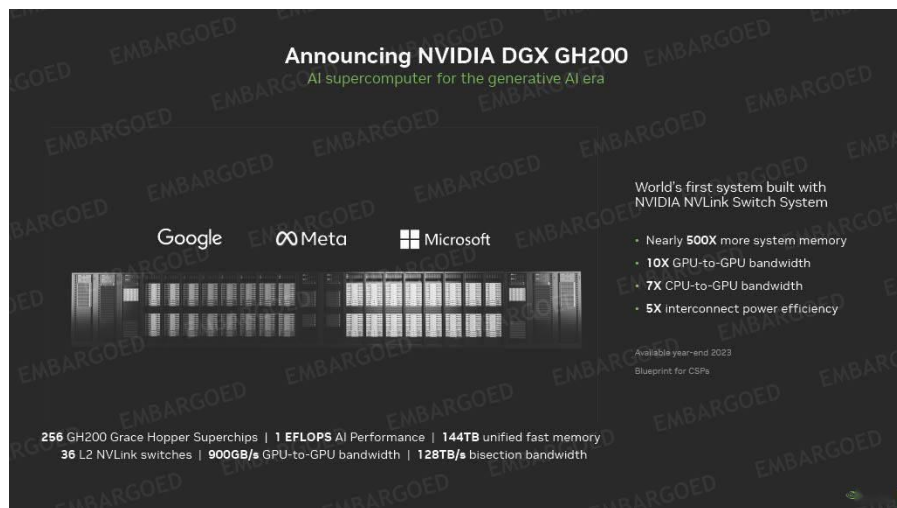 Announcing NVIDIA DGX GH200
AI supercomputer for the generative AI era
Google
Meta
Microsoft
World's first system built with
NVIDIA NVLink Switch System
• Nearly 500X more system memory
• 10X GPU-to-GPU bandwidth
• 7X CPU-to-GPU bandwidth
• 5X interconnect power efficiency
Available year-end 2023
Blueprint for CSPs
256 GH200 Grace Hopper Superchips | 1 EFLOPS AI Performance | 144TB unified fast memory
36 L2 NVLink switches | 900GB/s GPU-to-GPU bandwidth | 128TB/s bisection bandwidth
EMBARGOED